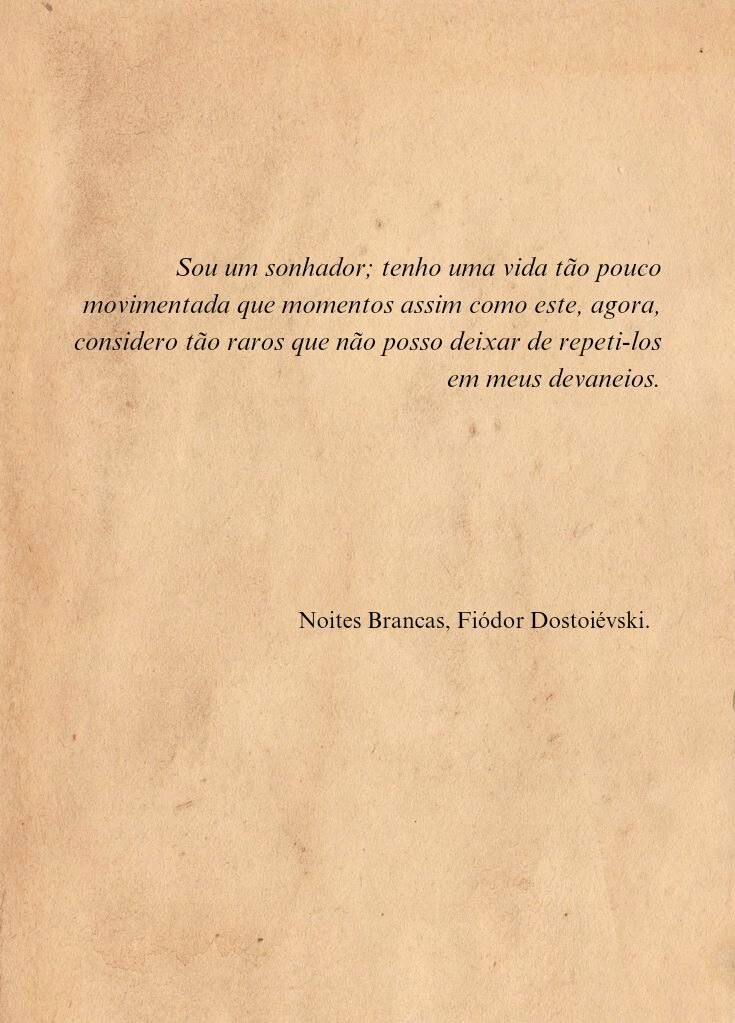 Sou um sonhador; tenho uma vida tão pouco
movimentada que momentos assim como este, agora,
considero tão raros que não posso deixar de repeti-los
em meus devaneios.
Noites Brancas, Fiódor Dostoiévski.